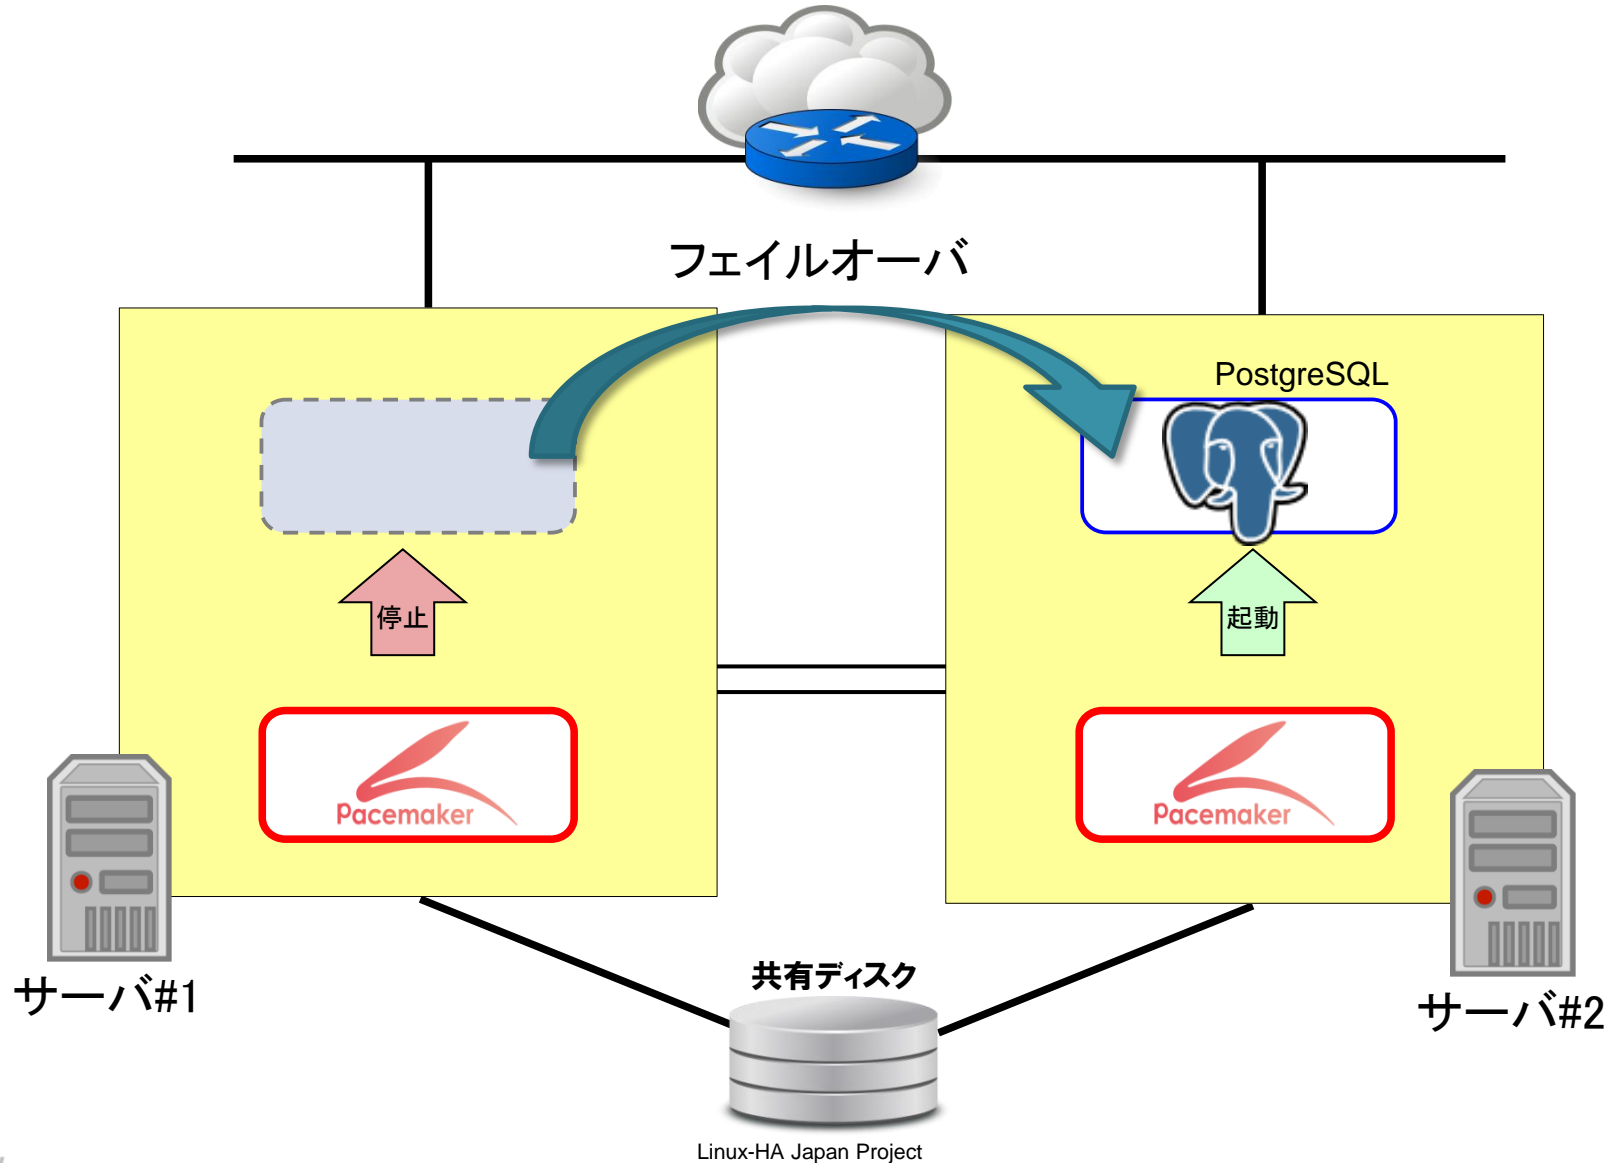 フェイルオーバ
PostgreSQL
停止
起動
Pacemaker
Pacemaker
サーバ#1
共有ディスク
サーバ#2
Linux-HA Japan Project